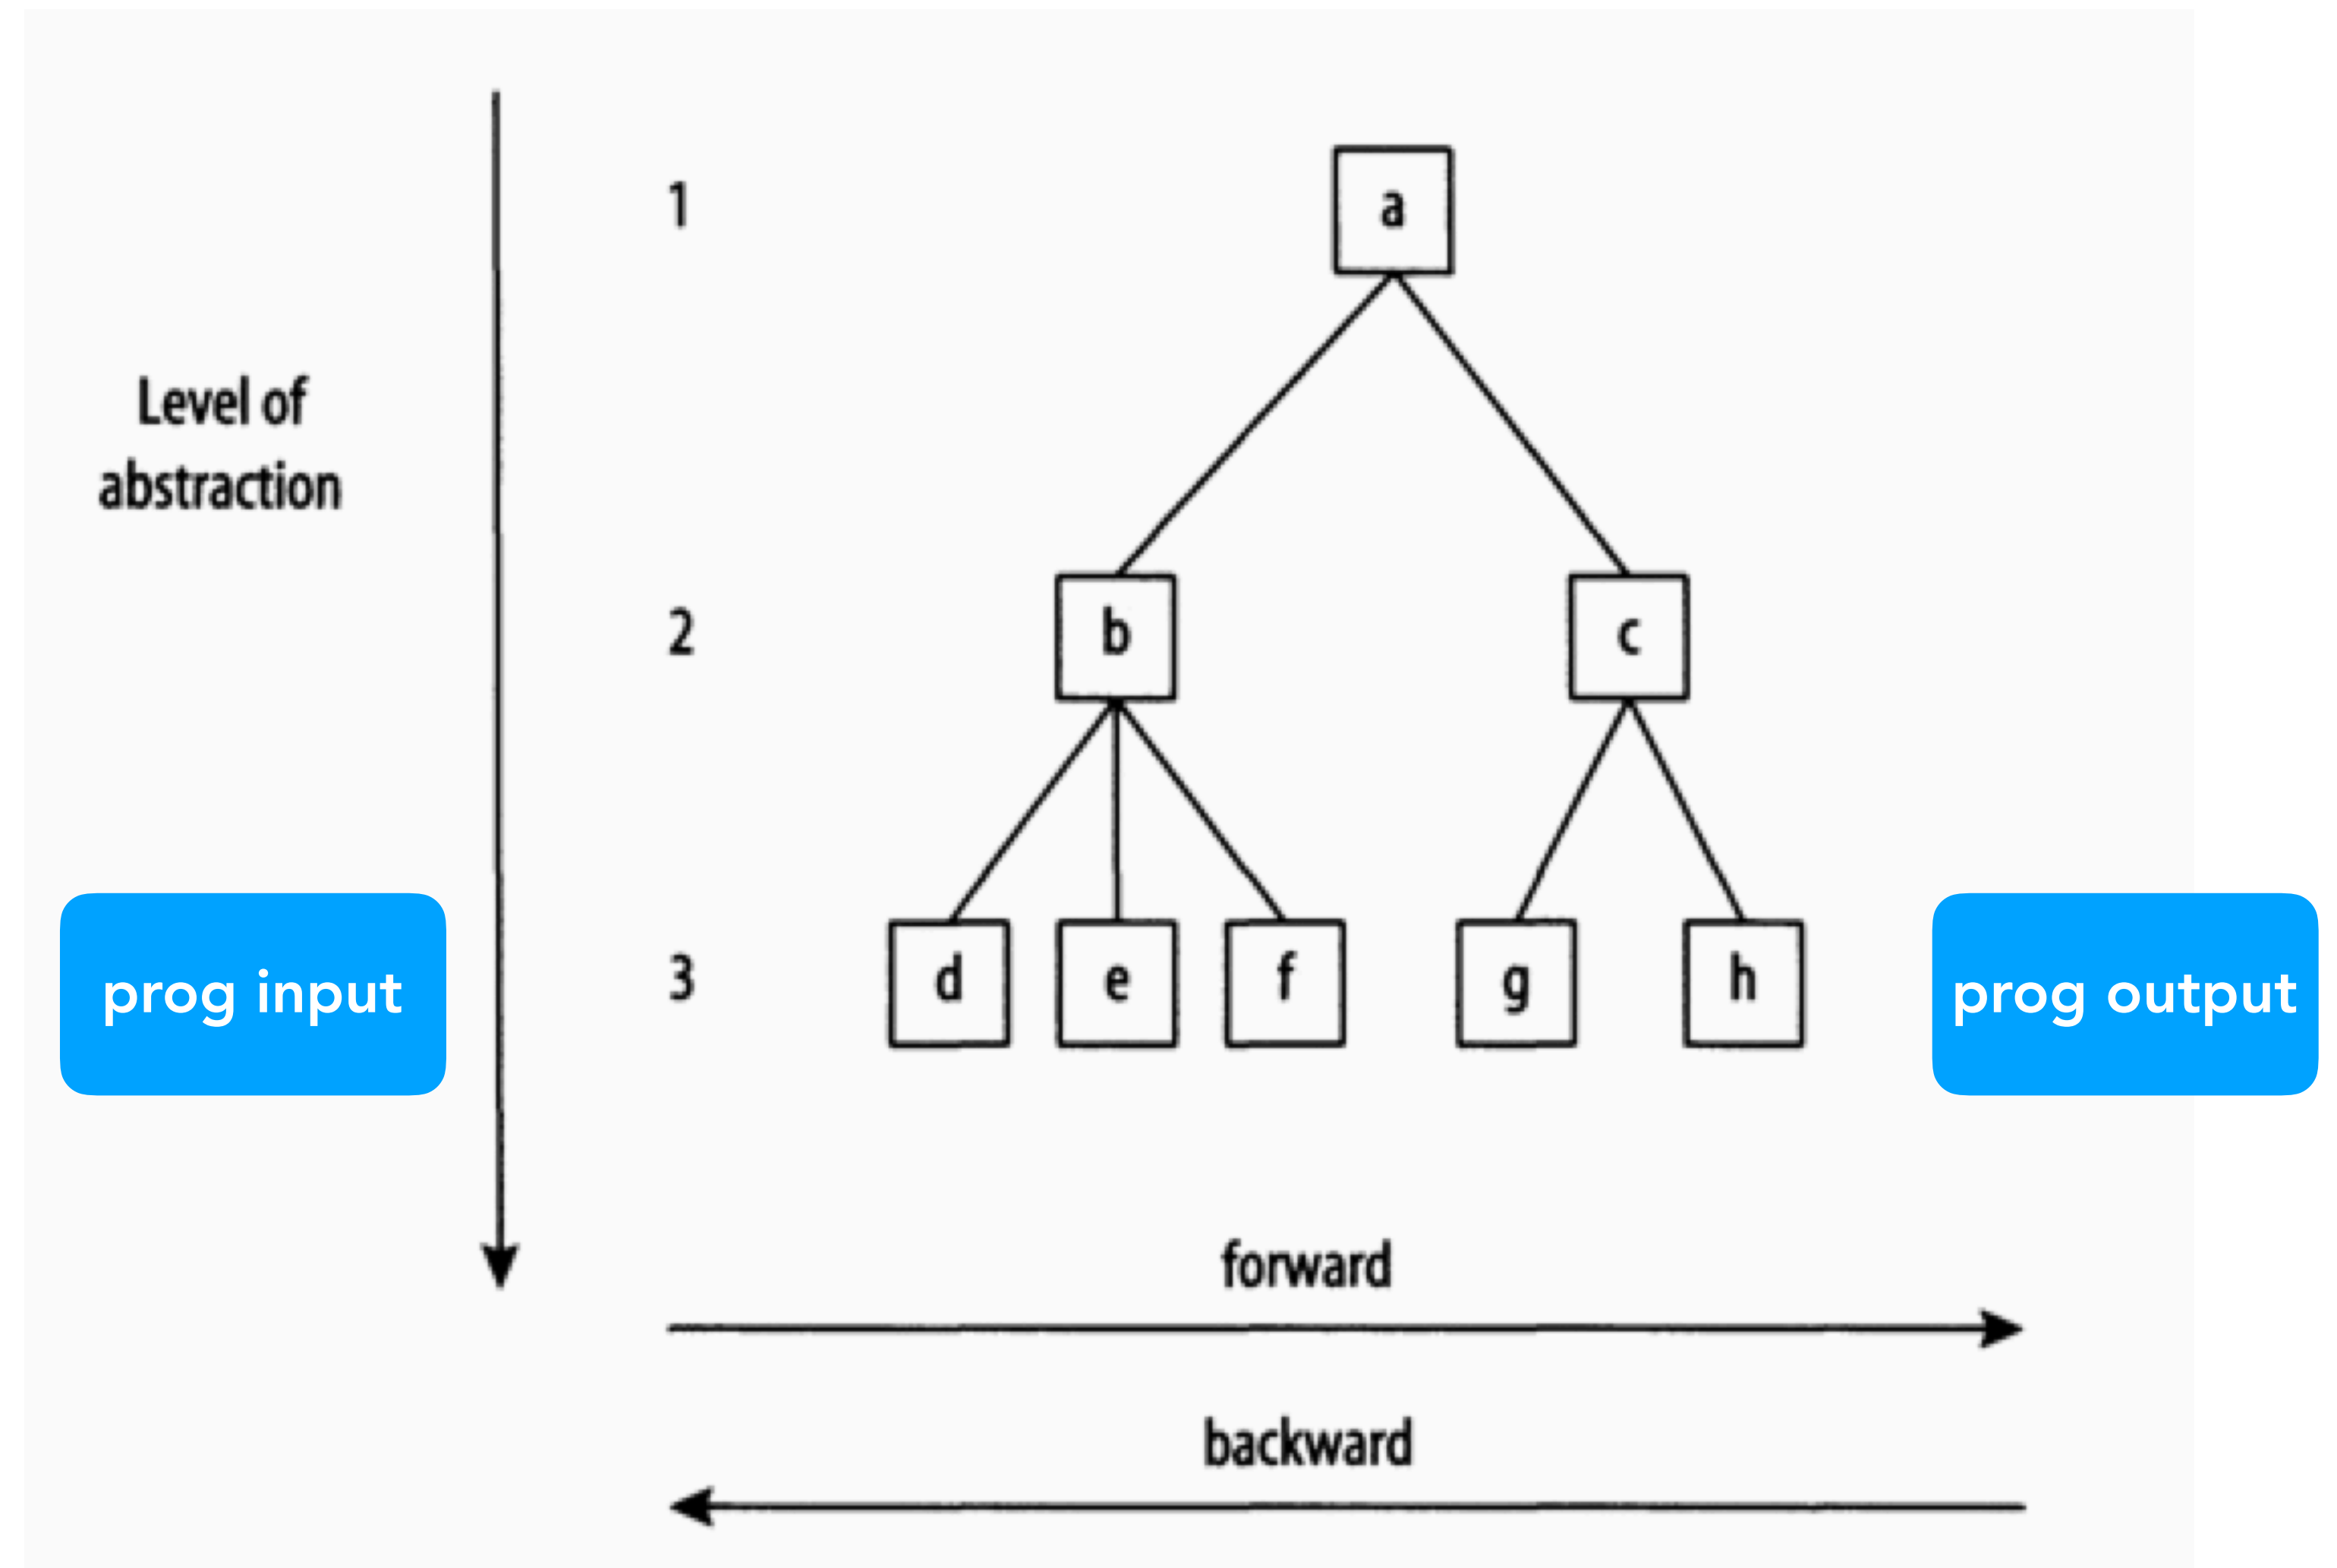 1
a
Level of
abstraction
2
b
c
prog input
3
d
e
f
g
h
prog output
forward
backward